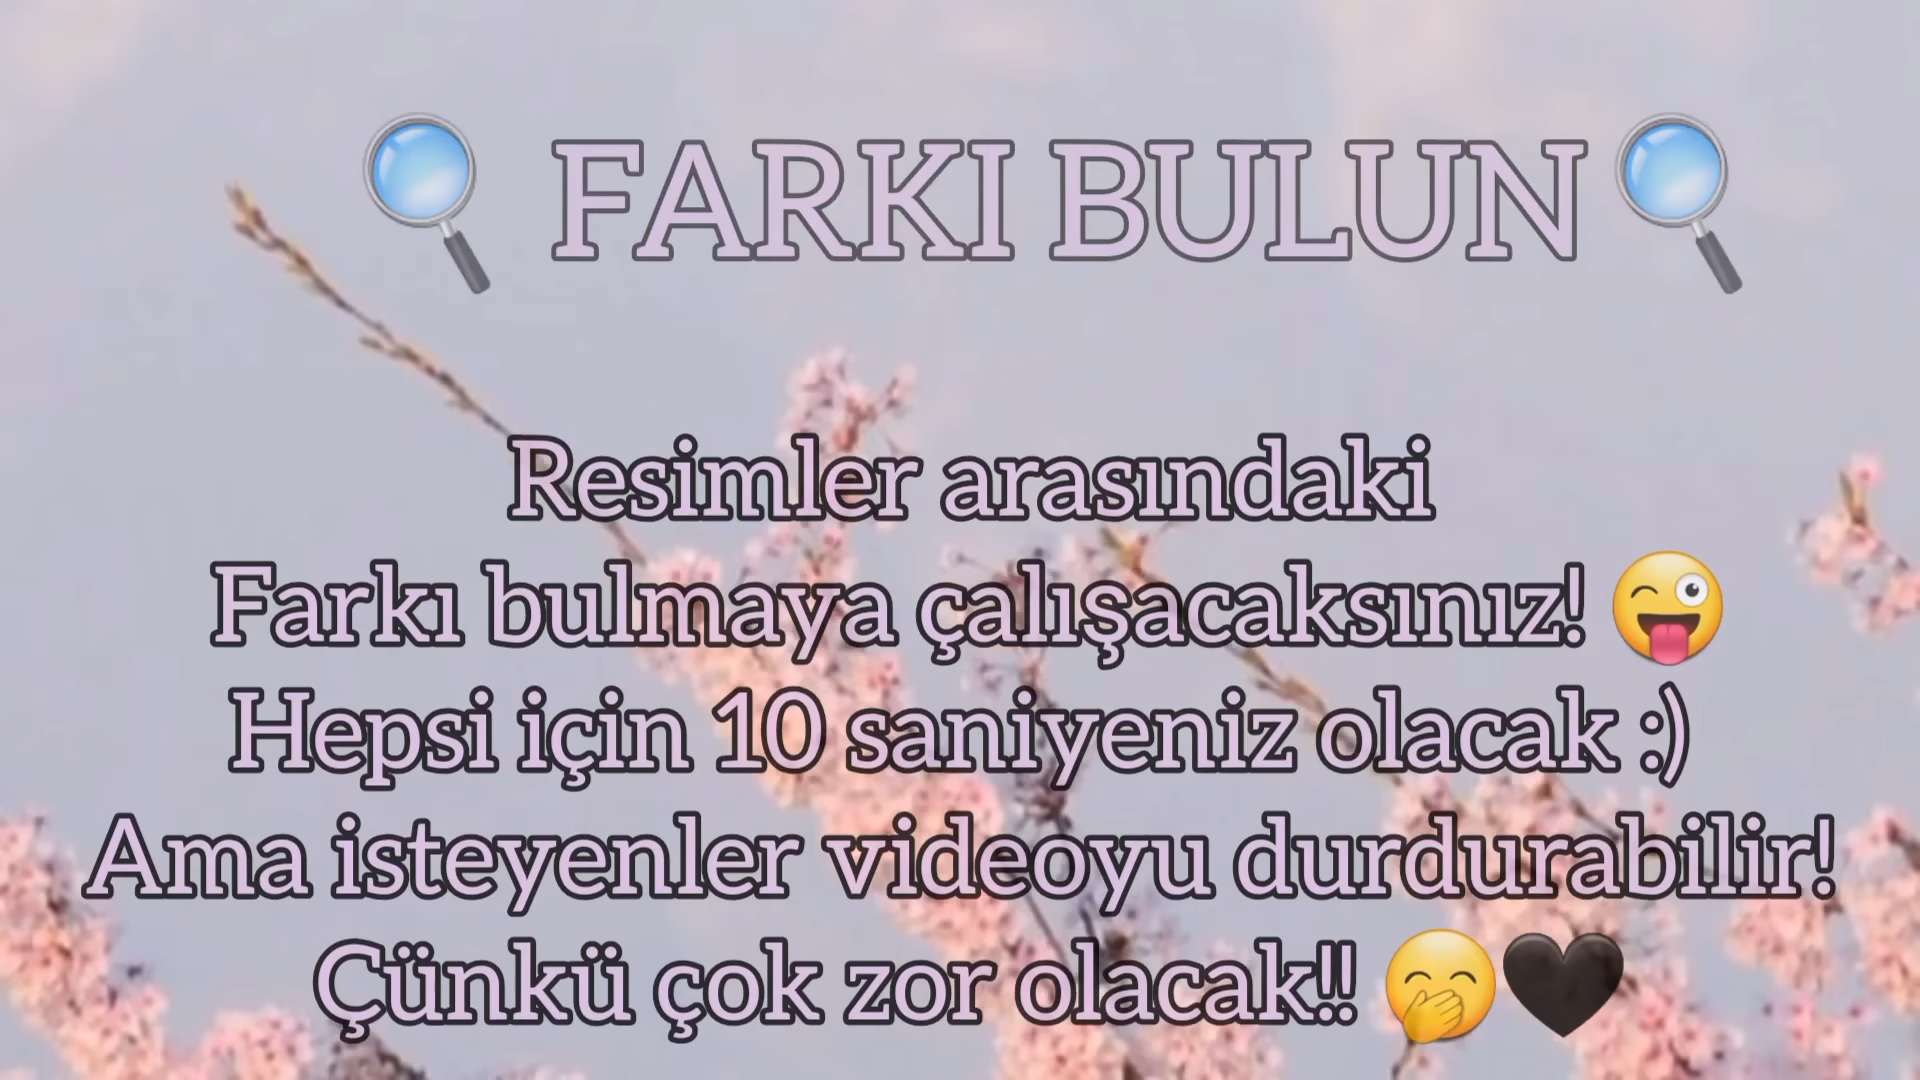 🔍 FARKI BULUN 🔍
Resimler arasındaki
Farkı bulmaya çalışacaksınız! 😜
Hepsi için 10 saniyeniz olacak :)
Ama isteyenler videoyu durdurabilir!
Çünkü çok zor olacak!! 🤭🖤